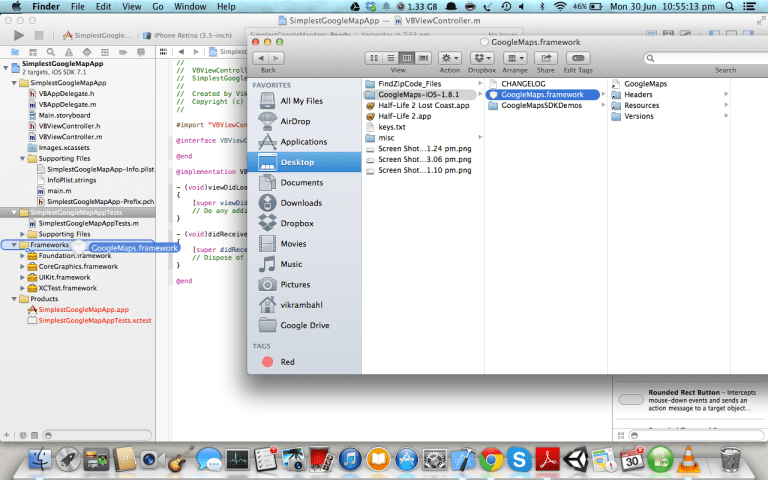 Finder File Edit View Go Window Help 1.33 GB 46% Mon 30 Jun 10:55:13 pm
SimplestGoogleMapApp — VBViewController.m
SimplestGoogle... iPhone Retina (3.5-inch)
SimplestGoogleMapApp
2 targets, iOS SDK 7.1
SimplestGoogleMapApp
VBAppDelegate.h
VBAppDelegate.m
Main.storyboard
VBViewController.h
VBViewController.m
Images.xcassets
Supporting Files
SimplestGoogleMapApp-Info.plist
InfoPlist.strings
main.m
SimplestGoogleMapApp-Prefix.pch
SimplestGoogleMapAppTests
SimplestGoogleMapAppTests.m
Supporting Files
Frameworks
GoogleMaps.framework
Foundation.framework
CoreGraphics.framework
UIKit.framework
XCTest.framework
Products
SimplestGoogleMapApp.app
SimplestGoogleMapAppTests.xctest
//
// VBViewContr
// SimplestGoo
//
// Created by Vik
// Copyright (c)
//
#import "VBViewCon
@interface VBViewC
@end
@implementation VB
- (void)viewDidLoa
{
[super viewDid
// Do any addi
}
- (void)didReceive
{
[super didRece
// Dispose of
}
@end
GoogleMaps.framework
Back View Action Dropbox Arrange Share Edit Tags Search
FAVORITES
All My Files
AirDrop
Applications
Desktop
Documents
Downloads
Dropbox
Movies
Music
Pictures
vikrambahl
Google Drive
TAGS
Red
FindZipCode_Files
GoogleMaps-iOS-1.8.1
Half-Life 2 Lost Coast.app
Half-Life 2.app
keys.txt
misc
Screen Shot...1.24 pm.png
Screen Shot...3.06 pm.png
Screen Shot...1.10 pm.png
CHANGELOG
GoogleMaps.framework
GoogleMapsSDKDemos
GoogleMaps
Headers
Resources
Versions
Rounded Rect Button - Intercepts
mouse-down events and sends an
action message to a target object...